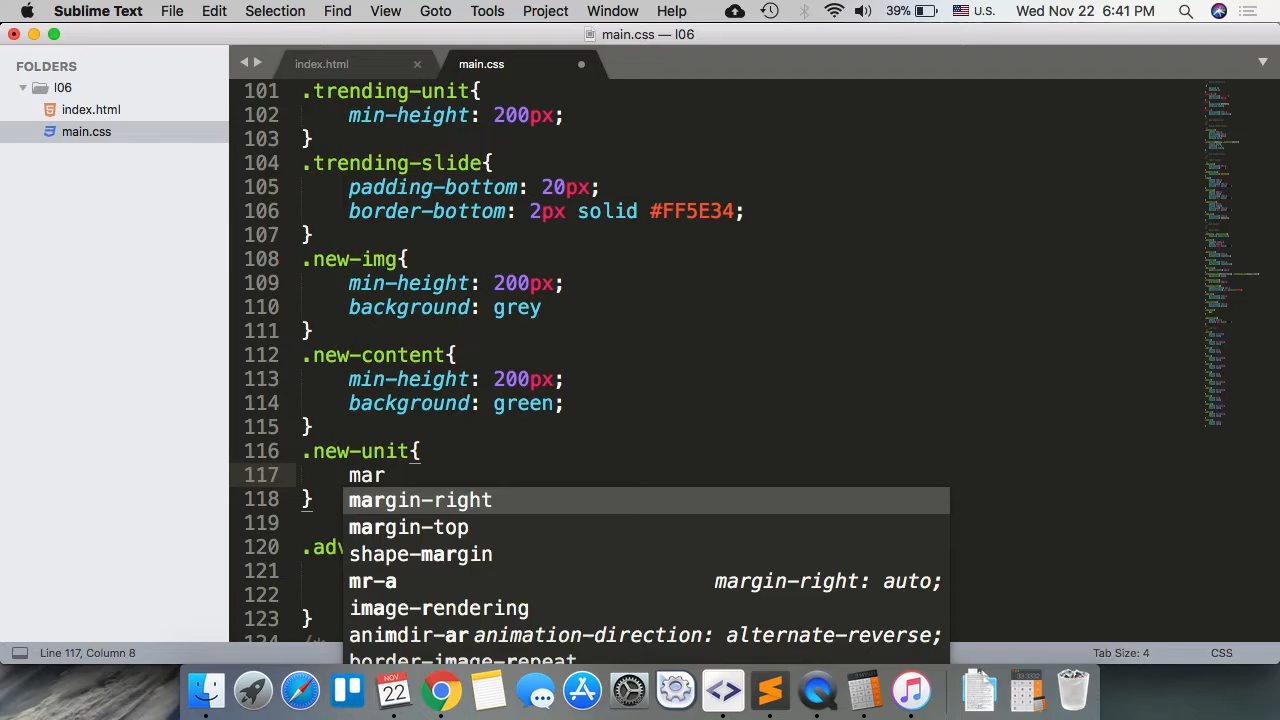 Sublime Text File Edit Selection Find View Goto Tools Project Window Help 39% U.S. Wed Nov 22 6:41 PM
main.css — l06
FOLDERS
l06
index.html
main.css
index.html
main.css
101 .trending-unit{
102 min-height: 200px;
103 }
104 .trending-slide{
105 padding-bottom: 20px;
106 border-bottom: 2px solid #FF5E34;
107 }
108 .new-img{
109 min-height: 200px;
110 background: grey
111 }
112 .new-content{
113 min-height: 200px;
114 background: green;
115 }
116 .new-unit{
117 mar
118 }
119
120 .adv
121
122
123 }
124 /*
margin-right
margin-top
shape-margin
mr-a margin-right: auto;
image-rendering
animdir-ar animation-direction: alternate-reverse;
border-image-repeat
Line 117, Column 8 Tab Size: 4 CSS
NOV
22